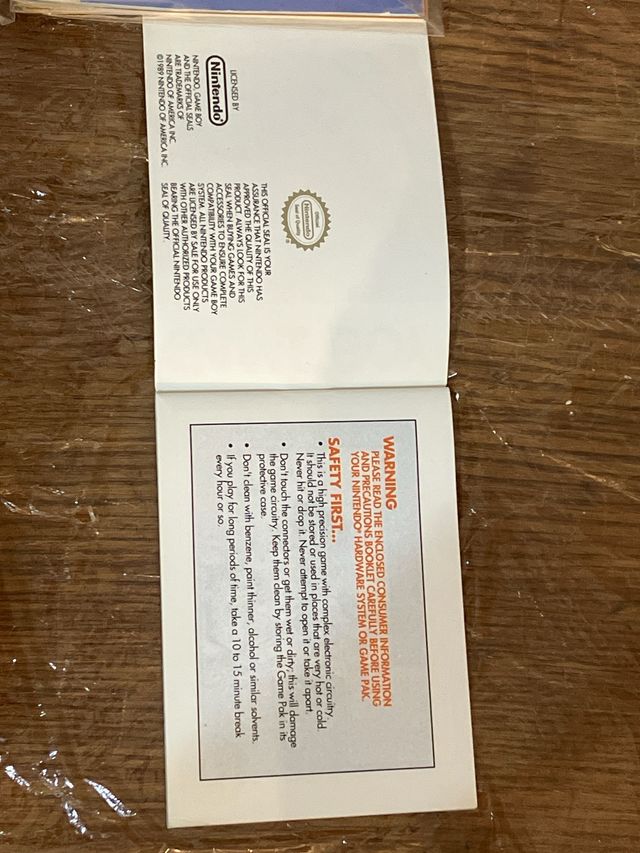 LICENSED BY
Nintendo®
NINTENDO, GAME BOY
AND THE OFFICIAL SEALS
ARE TRADEMARKS OF
NINTENDO OF AMERICA INC.
©1989 NINTENDO OF AMERICA INC.
Official
Nintendo
Seal of Quality
THIS OFFICIAL SEAL IS YOUR
ASSURANCE THAT NINTENDO HAS
APPROVED THE QUALITY OF THIS
PRODUCT. ALWAYS LOOK FOR THIS
SEAL WHEN BUYING GAMES AND
ACCESSORIES TO ENSURE COMPLETE
COMPATIBILITY WITH YOUR GAME BOY
SYSTEM. ALL NINTENDO PRODUCTS
ARE LICENSED BY SALE FOR USE ONLY
WITH OTHER AUTHORIZED PRODUCTS
BEARING THE OFFICIAL NINTENDO
SEAL OF QUALITY.
WARNING
PLEASE READ THE ENCLOSED CONSUMER INFORMATION
AND PRECAUTIONS BOOKLET CAREFULLY BEFORE USING
YOUR NINTENDO® HARDWARE SYSTEM OR GAME PAK.
SAFETY FIRST...
• This is a high precision game with complex electronic circuitry.
It should not be stored or used in places that are very hot or cold.
Never hit or drop it. Never attempt to open it or take it apart.
• Don't touch the connectors or get them wet or dirty; this will damage
the game circuitry. Keep them clean by storing the Game Pak in its
protective case.
• Don't clean with benzene, paint thinner, alcohol or similar solvents.
• If you play for long periods of time, take a 10 to 15 minute break
every hour or so.